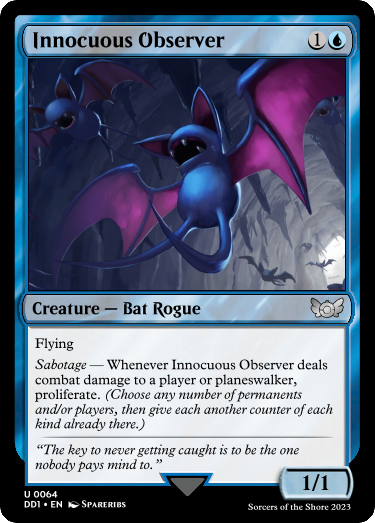 Innocuous Observer 1
Creature — Bat Rogue
Flying
Sabotage — Whenever Innocuous Observer deals
combat damage to a player or planeswalker,
proliferate. (Choose any number of permanents
and/or players, then give each another counter of each
kind already there.)
“The key to never getting caught is to be the one
nobody pays mind to.”
1/1
U 0064
DD1 • EN SPARERIBS
Sorcers of the Shore 2023